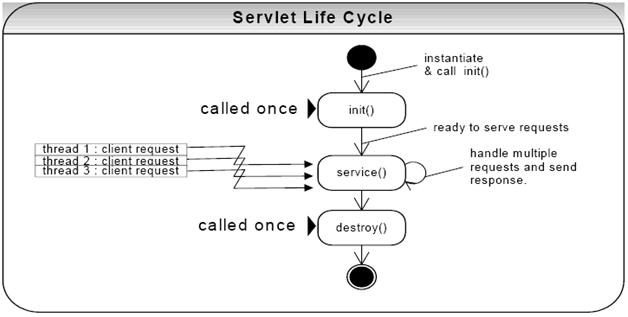 Servlet Life Cycle
instantiate
& call init()
called once
init()
ready to serve requests
thread 1 : client request
thread 2 : client request
thread 3 : client request
service()
handle multiple
requests and send
response.
called once
destroy()